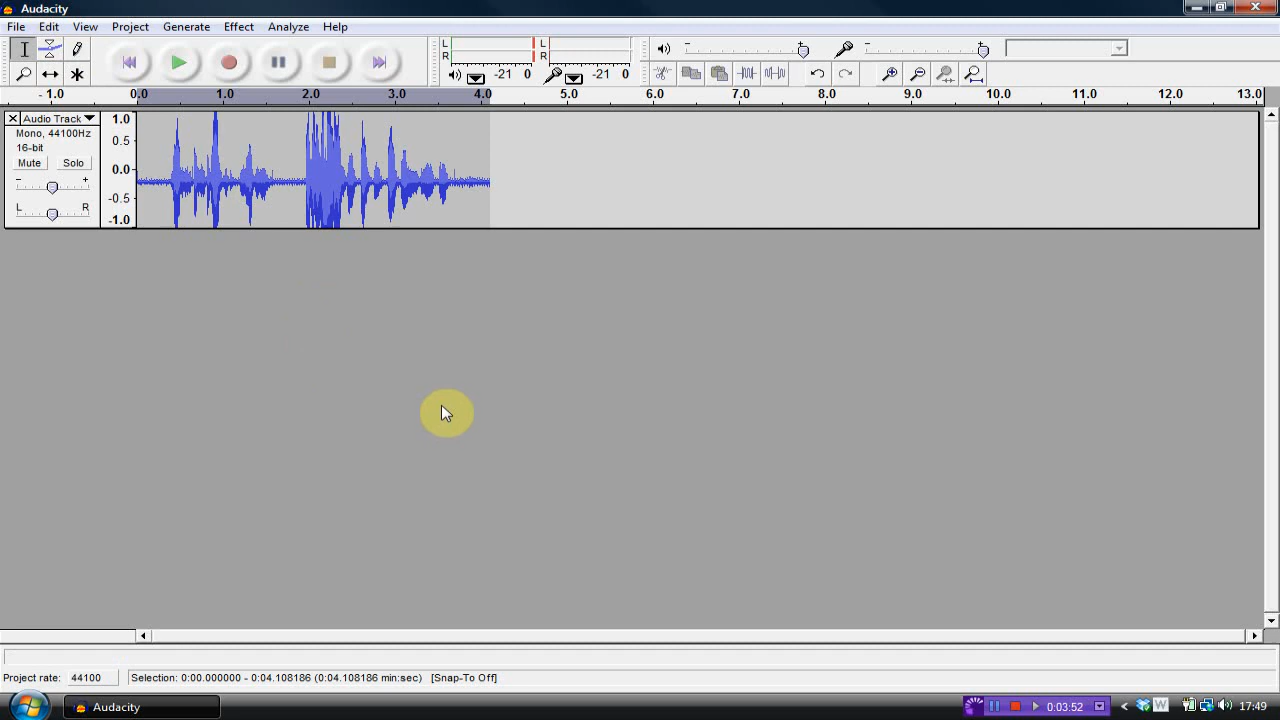 Audacity
File Edit View Project Generate Effect Analyze Help
L
R
-21 0
L
R
-21 0
- 1.0 0.0 1.0 2.0 3.0 4.0 5.0 6.0 7.0 8.0 9.0 10.0 11.0 12.0 13.0
Audio Track
Mono, 44100Hz
16-bit
Mute Solo
- +
L R
1.0
0.5
0.0
-0.5
-1.0
Project rate: 44100 Selection: 0:00.000000 - 0:04.108186 (0:04.108186 min:sec) [Snap-To Off]
Audacity 0:03:52 < W 17:49